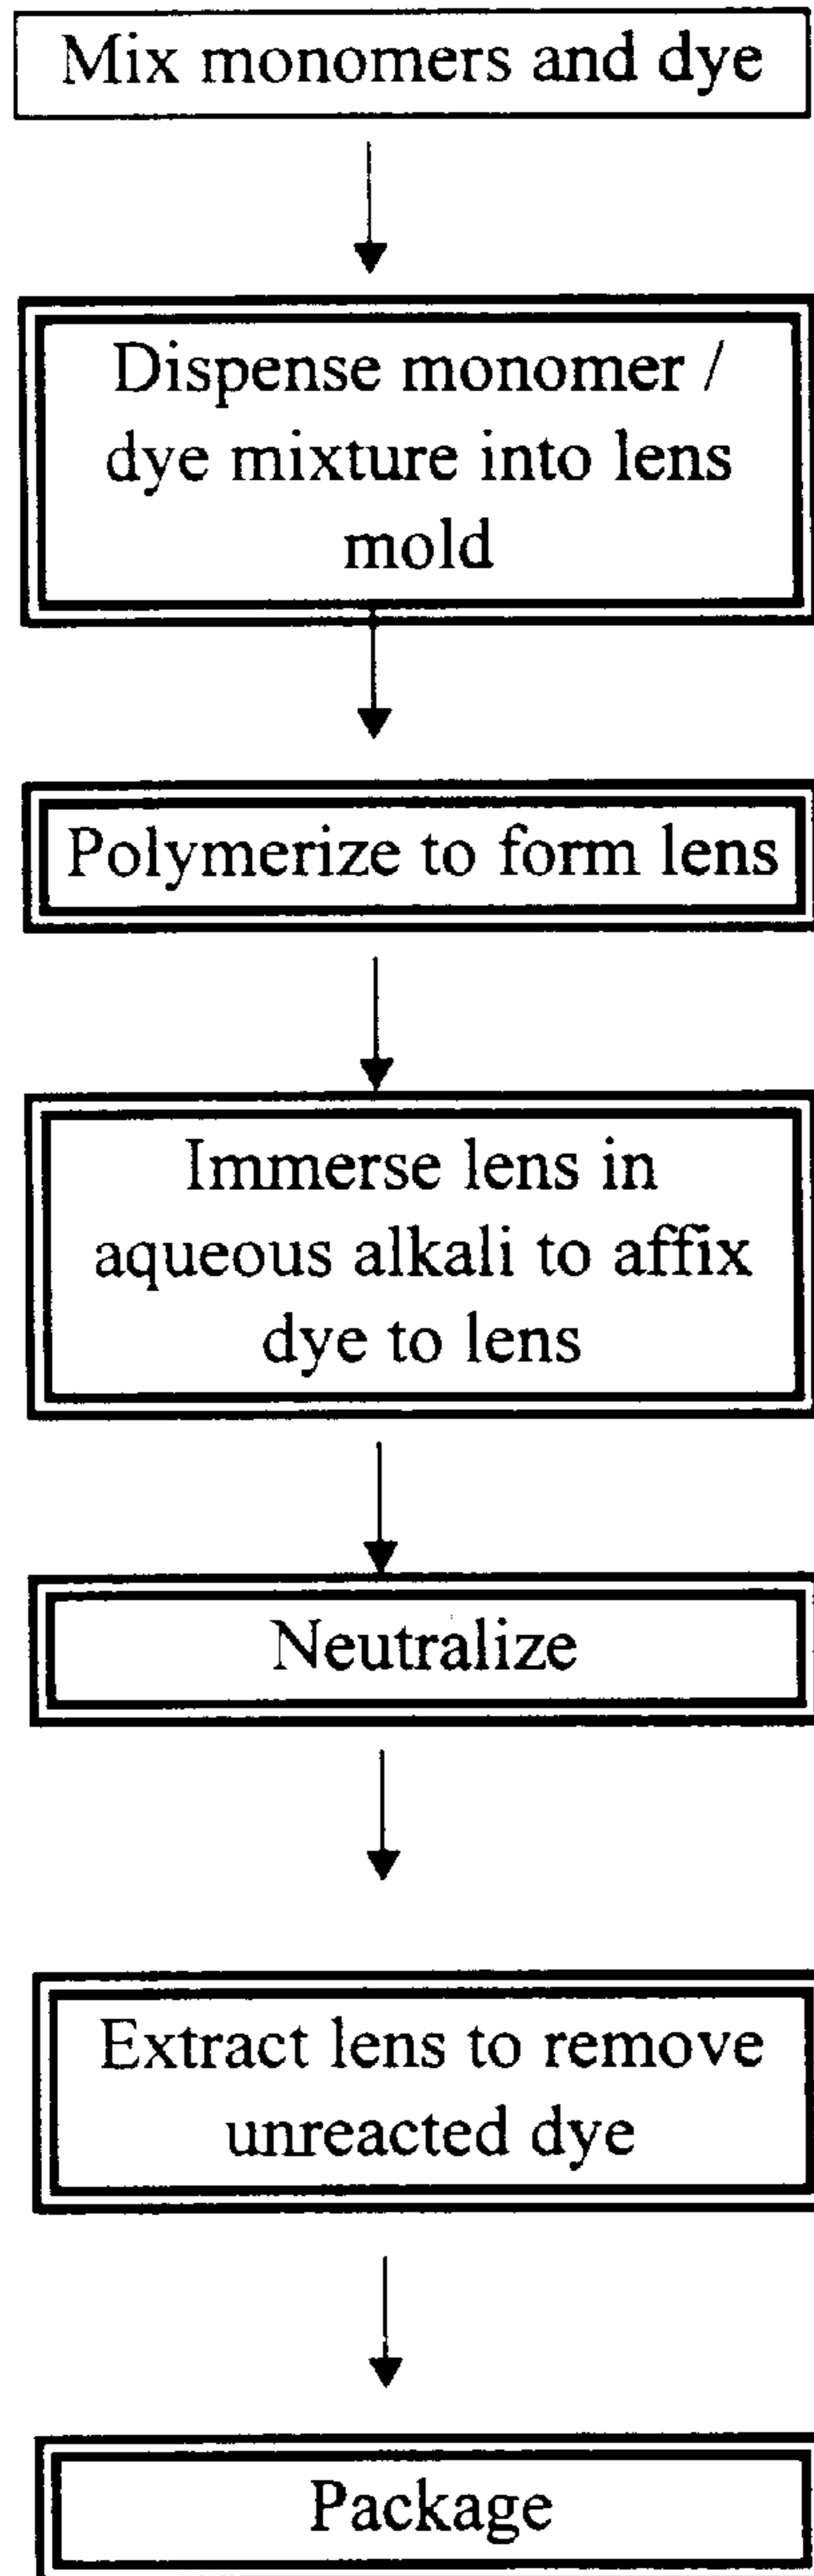 Mix monomers and dye
Dispense monomer /
dye mixture into lens
mold
Polymerize to form lens
Immerse lens in
aqueous alkali to affix
dye to lens
Neutralize
Extract lens to remove
unreacted dye
Package